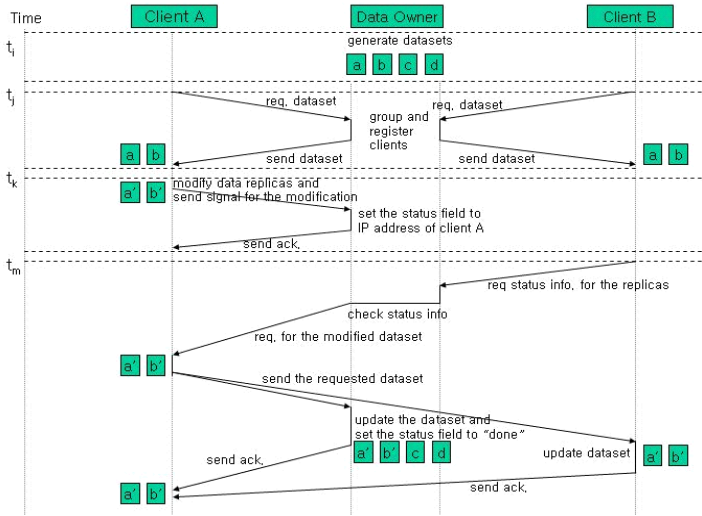 Time
Client A
Data Owner
Client B
ti
generate datasets
a b c d
tj
req. dataset
req. dataset
group and
register
clients
a b
send dataset
send dataset
a b
tk
a' b'
modify data replicas and
send signal for the modification
set the status field to
IP address of client A
send ack.
tm
req status info. for the replicas
check status info
req. for the modified dataset
a' b'
send the requested dataset
update the dataset and
set the status field to “done”
a' b' c d
send ack.
update dataset
a' b'
send ack.
a' b'